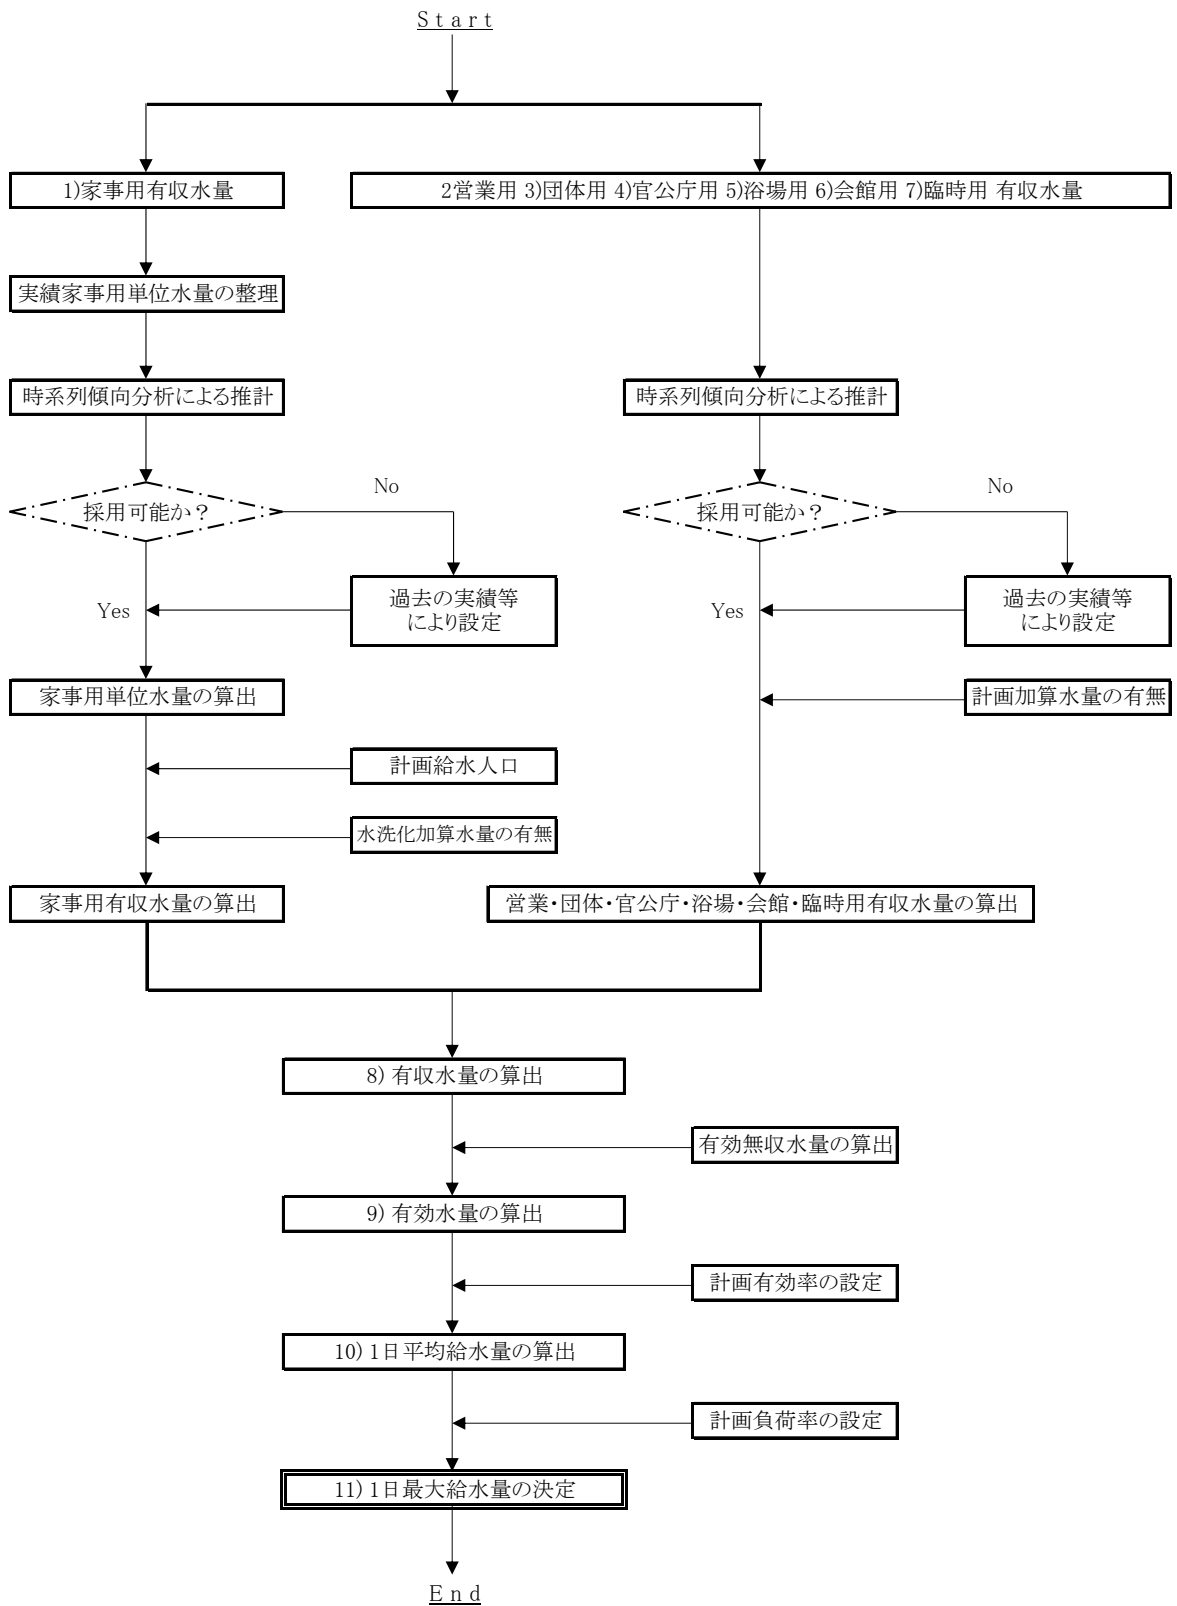 Start
1)家事用有収水量
2営業用 3)団体用 4)官公庁用 5)浴場用 6)会館用 7)臨時用 有収水量
実績家事用単位水量の整理
時系列傾向分析による推計
時系列傾向分析による推計
採用可能か？
No
採用可能か？
No
過去の実績等
により設定
Yes
過去の実績等
により設定
Yes
家事用単位水量の算出
計画加算水量の有無
計画給水人口
水洗化加算水量の有無
家事用有収水量の算出
営業・団体・官公庁・浴場・会館・臨時用有収水量の算出
8) 有収水量の算出
有効無収水量の算出
9) 有効水量の算出
計画有効率の設定
10) 1日平均給水量の算出
計画負荷率の設定
11) 1日最大給水量の決定
End